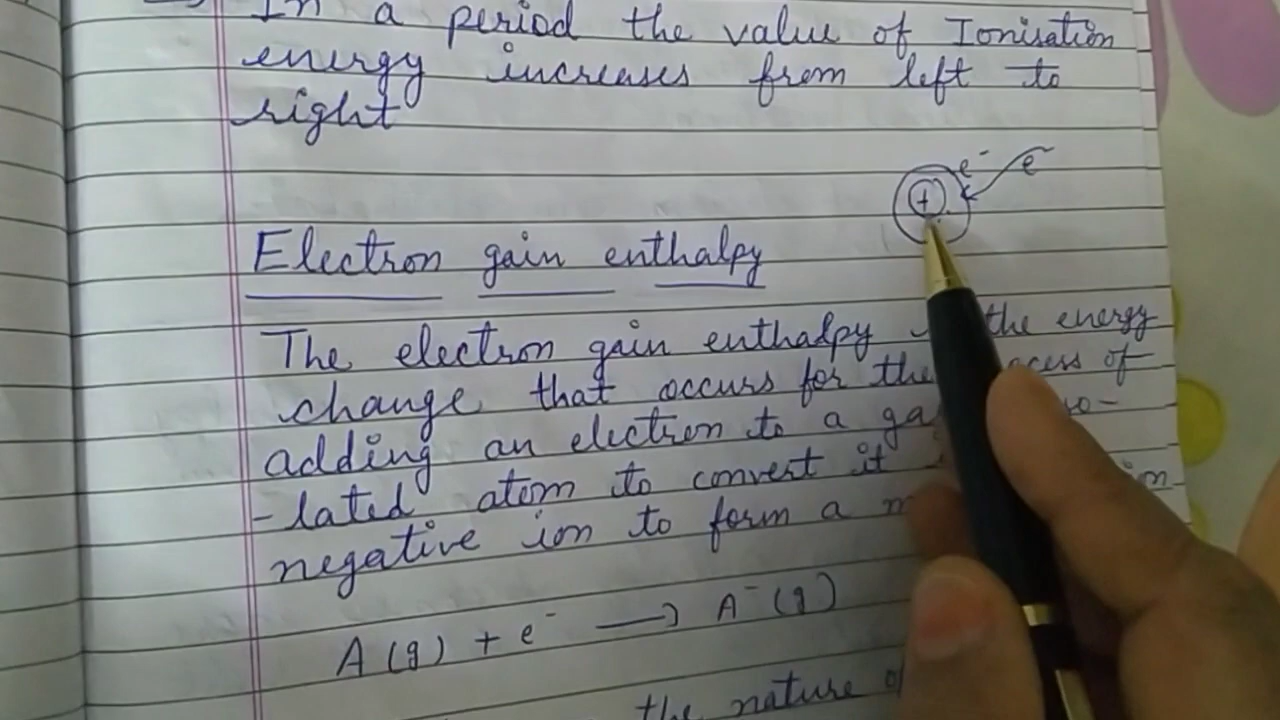 In a period the value of Ionisation
energy increases from left to
right
e⁻ e⁻
+
Electron gain enthalpy
The electron gain enthalpy the energy
change that occurs for the of
adding an electron to a
-lated atom to convert it
negative ion to form a
A(g) + e⁻ → A⁻(g)
the nature